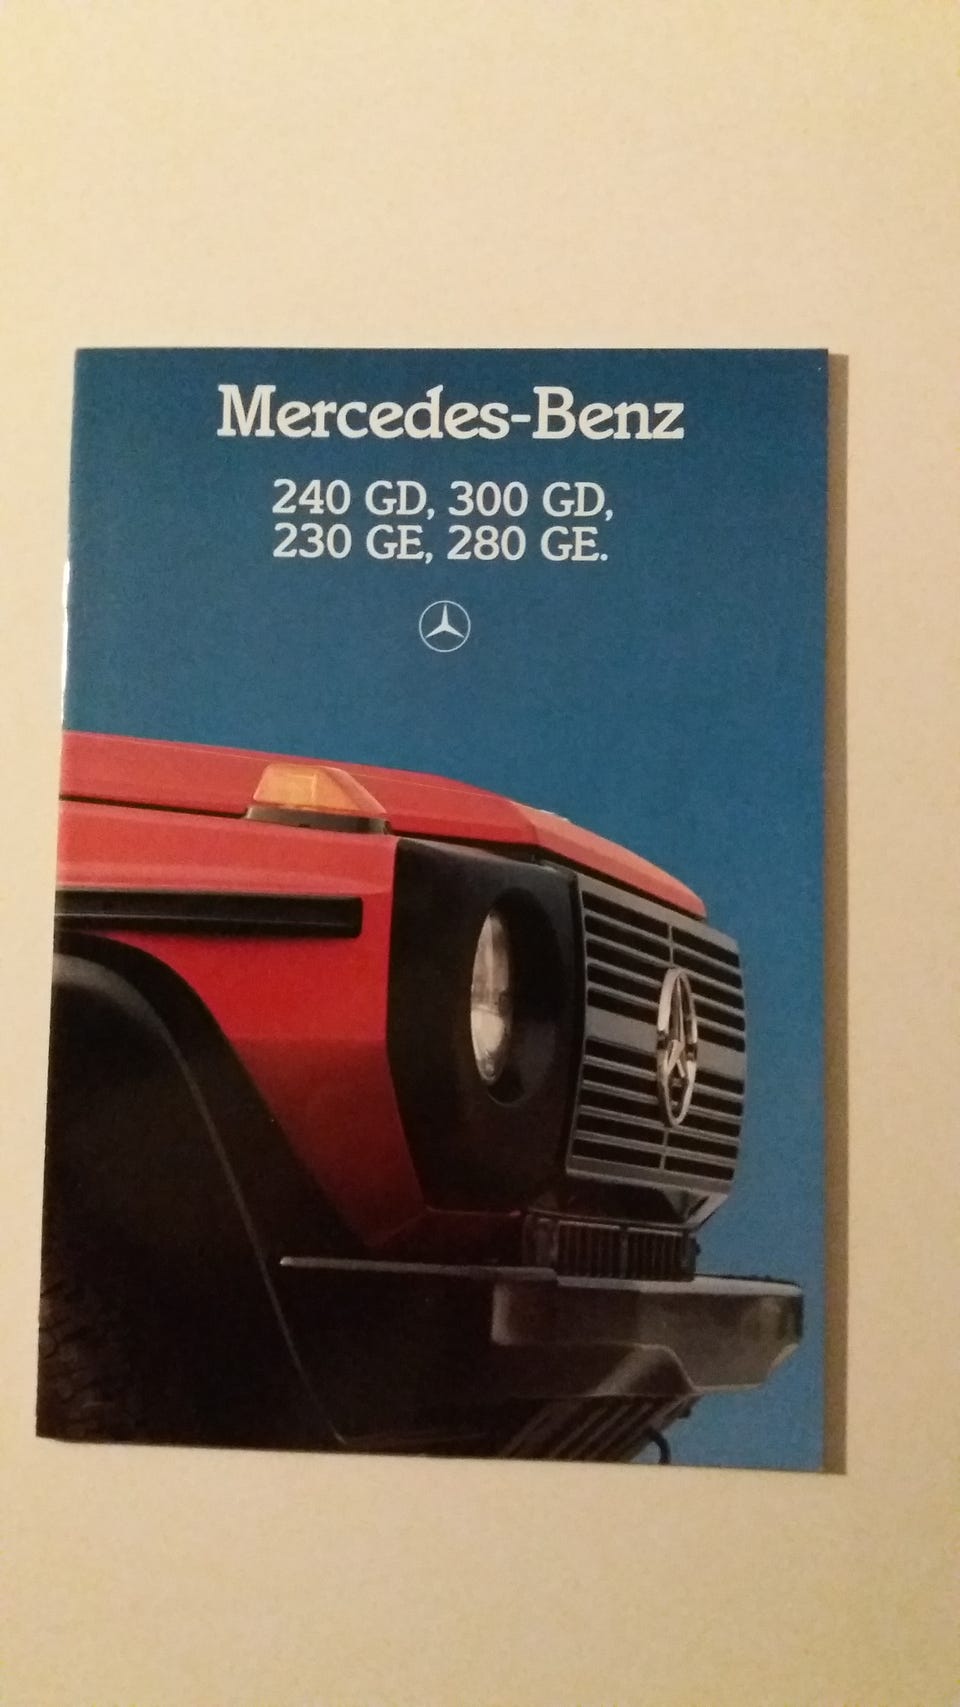 Mercedes-Benz
240 GD, 300 GD,
230 GE, 280 GE.